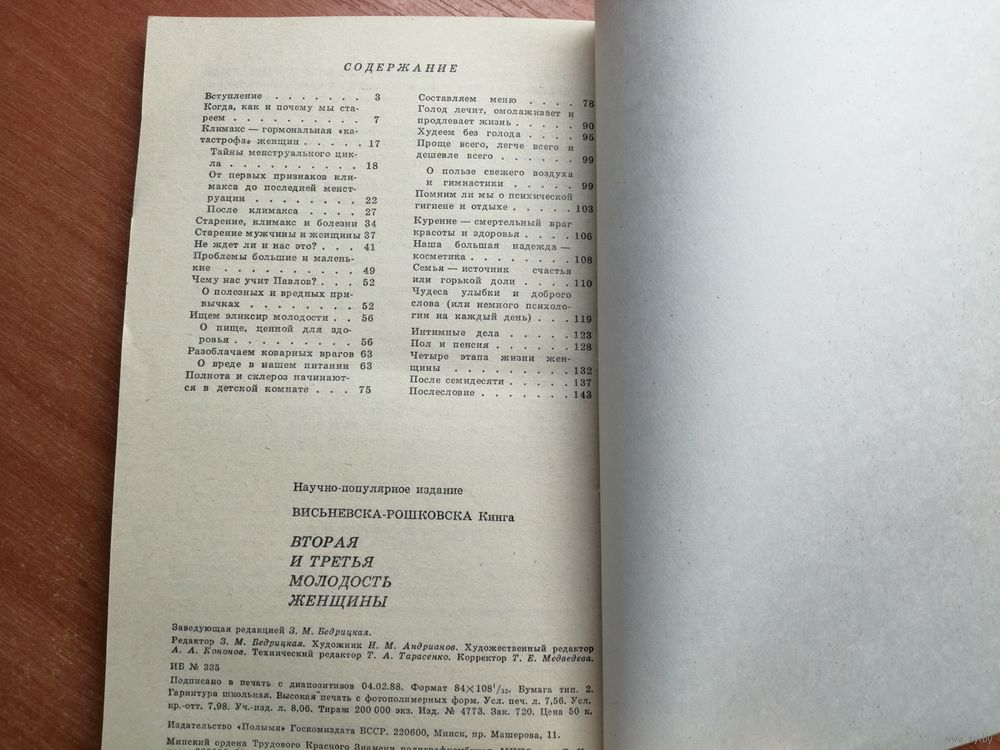 СОДЕРЖАНИЕ
Вступление . . . . . . . 3
Когда, как и почему мы ста-
реем . . . . . . . . . . 7
Климакс — гормональная «ка-
тастрофа» женщин . . . . . 17
Тайны менструального цик-
ла . . . . . . . . . . 18
От первых признаков кли-
макса до последней менст-
руации . . . . . . . . 22
После климакса . . . . 27
Старение, климакс и болезни 34
Старение мужчины и женщины 37
Не ждет ли и нас это? . . . 41
Проблемы большие и малень-
кие . . . . . . . . . . 49
Чему нас учит Павлов? . . . 52
О полезных и вредных при-
вычках . . . . . . . . 52
Ищем эликсир молодости . . 56
О пище, ценной для здо-
ровья . . . . . . . . . 56
Разоблачаем коварных врагов 63
О вреде в нашем питании 63
Полнота и склероз начинают-
ся в детской комнате . . . 75
Составляем меню . . . . 78
Голод лечит, омолаживает и
продлевает жизнь . . . . . 90
Худеем без голода . . . . 95
Проще всего, легче всего и
дешевле всего . . . . . . 99
О пользе свежего воздуха
и гимнастики . . . . . 99
Помним ли мы о психической
гигиене и отдыхе . . . . . 103
Курение — смертельный враг
красоты и здоровья . . . . 106
Наша большая надежда —
косметика . . . . . . . 108
Семья — источник счастья
или горькой доли . . . . 110
Чудеса улыбки и доброго
слова (или немного психоло-
гии на каждый день) . . . 119
Интимные дела . . . . . 123
Пол и пенсия . . . . . . 128
Четыре этапа жизни жен-
щины . . . . . . . . . 132
После семидесяти . . . . . 137
Послесловие . . . . . . . 143
Научно-популярное издание
ВИСЬНЕВСКА-РОШКОВСКА Кинга
ВТОРАЯ
И ТРЕТЬЯ
МОЛОДОСТЬ
ЖЕНЩИНЫ
Заведующая редакцией З. М. Бедрицкая.
Редактор З. М. Бедрицкая. Художник И. М. Андрианов. Художественный редактор
А. А. Кононов. Технический редактор Т. А. Тарасенко. Корректор Т. Е. Медведева.
ИБ № 335
Подписано в печать с диапозитивов 04.02.88. Формат 84×108¹/₃₂. Бумага тип. 2.
Гарнитура школьная. Высокая печать с фотополимерных форм. Усл. печ. л. 7,56. Усл.
кр.-отт. 7,98. Уч.-изд. л. 8,06. Тираж 200 000 экз. Изд. № 4773. Зак. 720. Цена 50 к.
Издательство «Полымя» Госкомиздата БССР. 220600, Минск, пр. Машерова, 11.
Минский ордена Трудового Красного Знамени